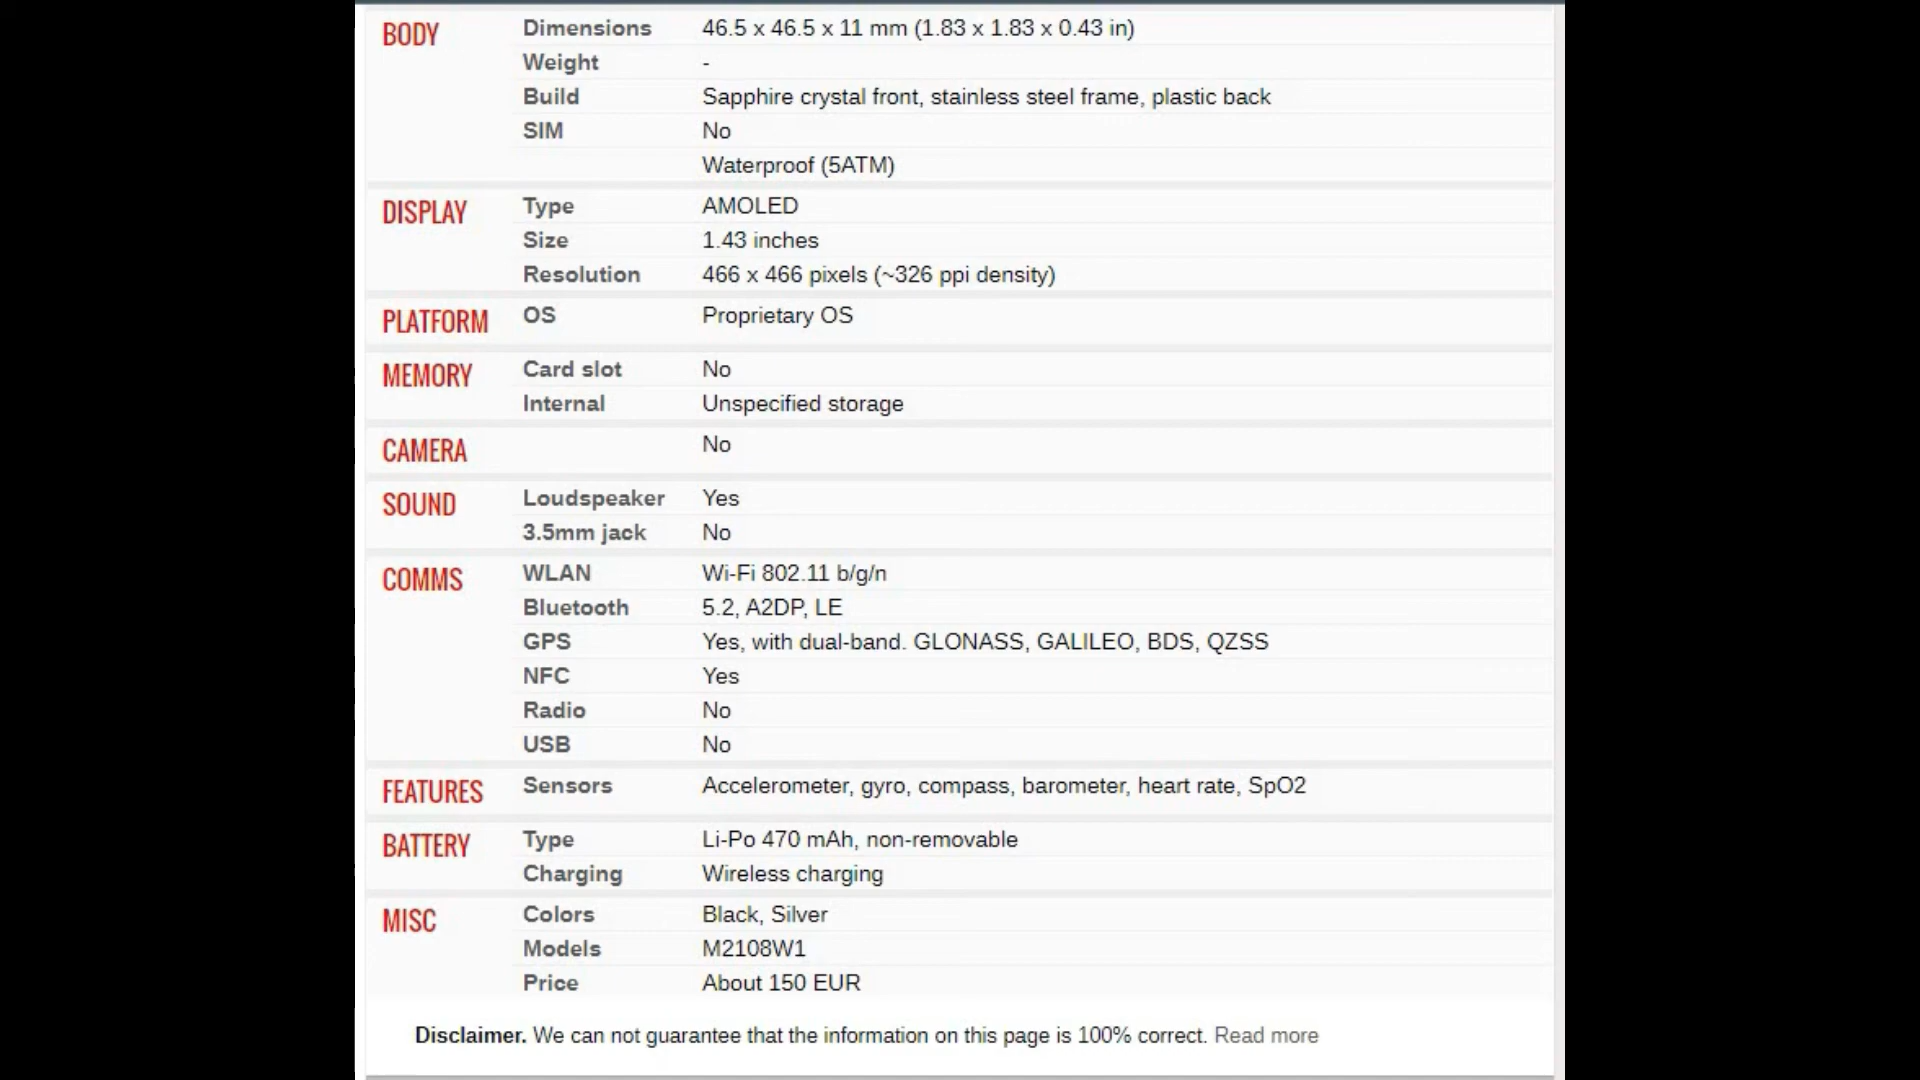 BODY Dimensions 46.5 x 46.5 x 11 mm (1.83 x 1.83 x 0.43 in)
Weight -
Build Sapphire crystal front, stainless steel frame, plastic back
SIM No
Waterproof (5ATM)
DISPLAY Type AMOLED
Size 1.43 inches
Resolution 466 x 466 pixels (~326 ppi density)
PLATFORM OS Proprietary OS
MEMORY Card slot No
Internal Unspecified storage
CAMERA No
SOUND Loudspeaker Yes
3.5mm jack No
COMMS WLAN Wi-Fi 802.11 b/g/n
Bluetooth 5.2, A2DP, LE
GPS Yes, with dual-band. GLONASS, GALILEO, BDS, QZSS
NFC Yes
Radio No
USB No
FEATURES Sensors Accelerometer, gyro, compass, barometer, heart rate, SpO2
BATTERY Type Li-Po 470 mAh, non-removable
Charging Wireless charging
MISC Colors Black, Silver
Models M2108W1
Price About 150 EUR
Disclaimer. We can not guarantee that the information on this page is 100% correct. Read more